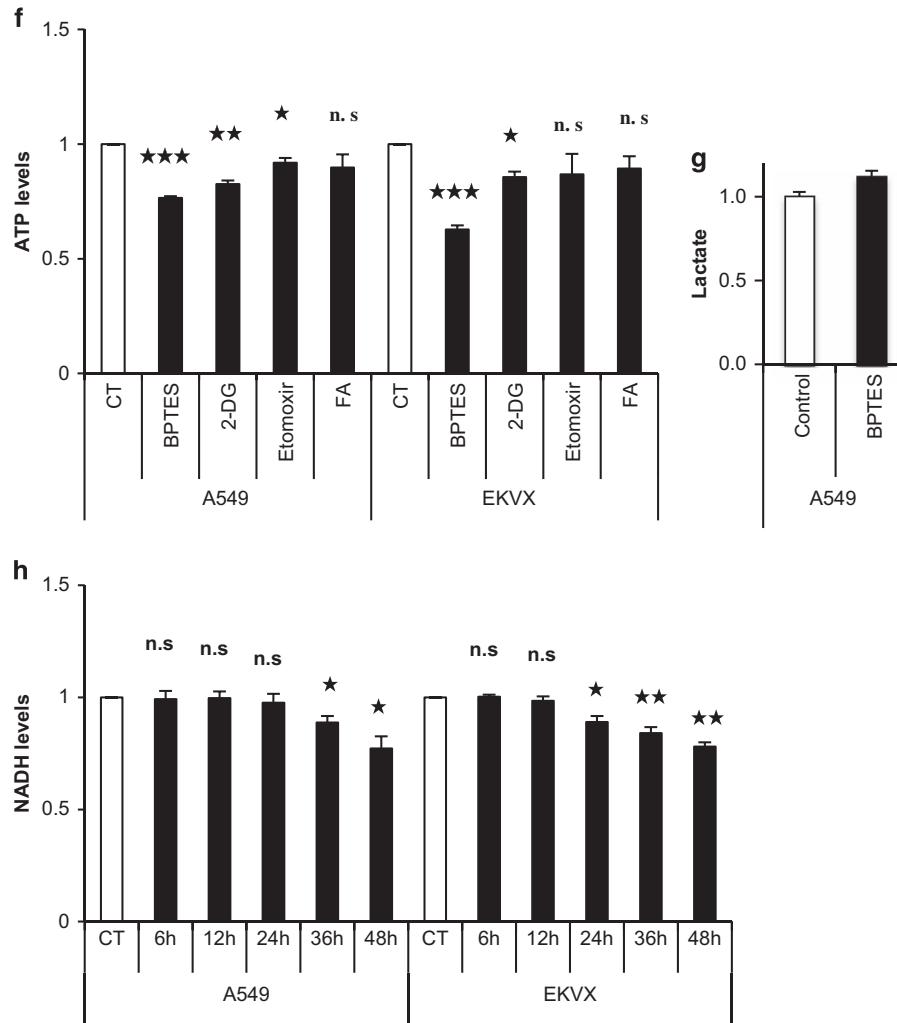 f
1.5
1
0.5
0
ATP levels
★★★
★★
★
n. s
★★★
★
n. s
n. s
CT
BPTES
2-DG
Etomoxir
FA
CT
BPTES
2-DG
Etomoxir
FA
A549
EKVX
g
1.0
0.5
0.0
Lactate
Control
BPTES
A549
h
1.5
1
0.5
0
NADH levels
n.s
n.s
n.s
★
★
n.s
n.s
★
★★
★★
CT 6h 12h 24h 36h 48h CT 6h 12h 24h 36h 48h
A549 EKVX